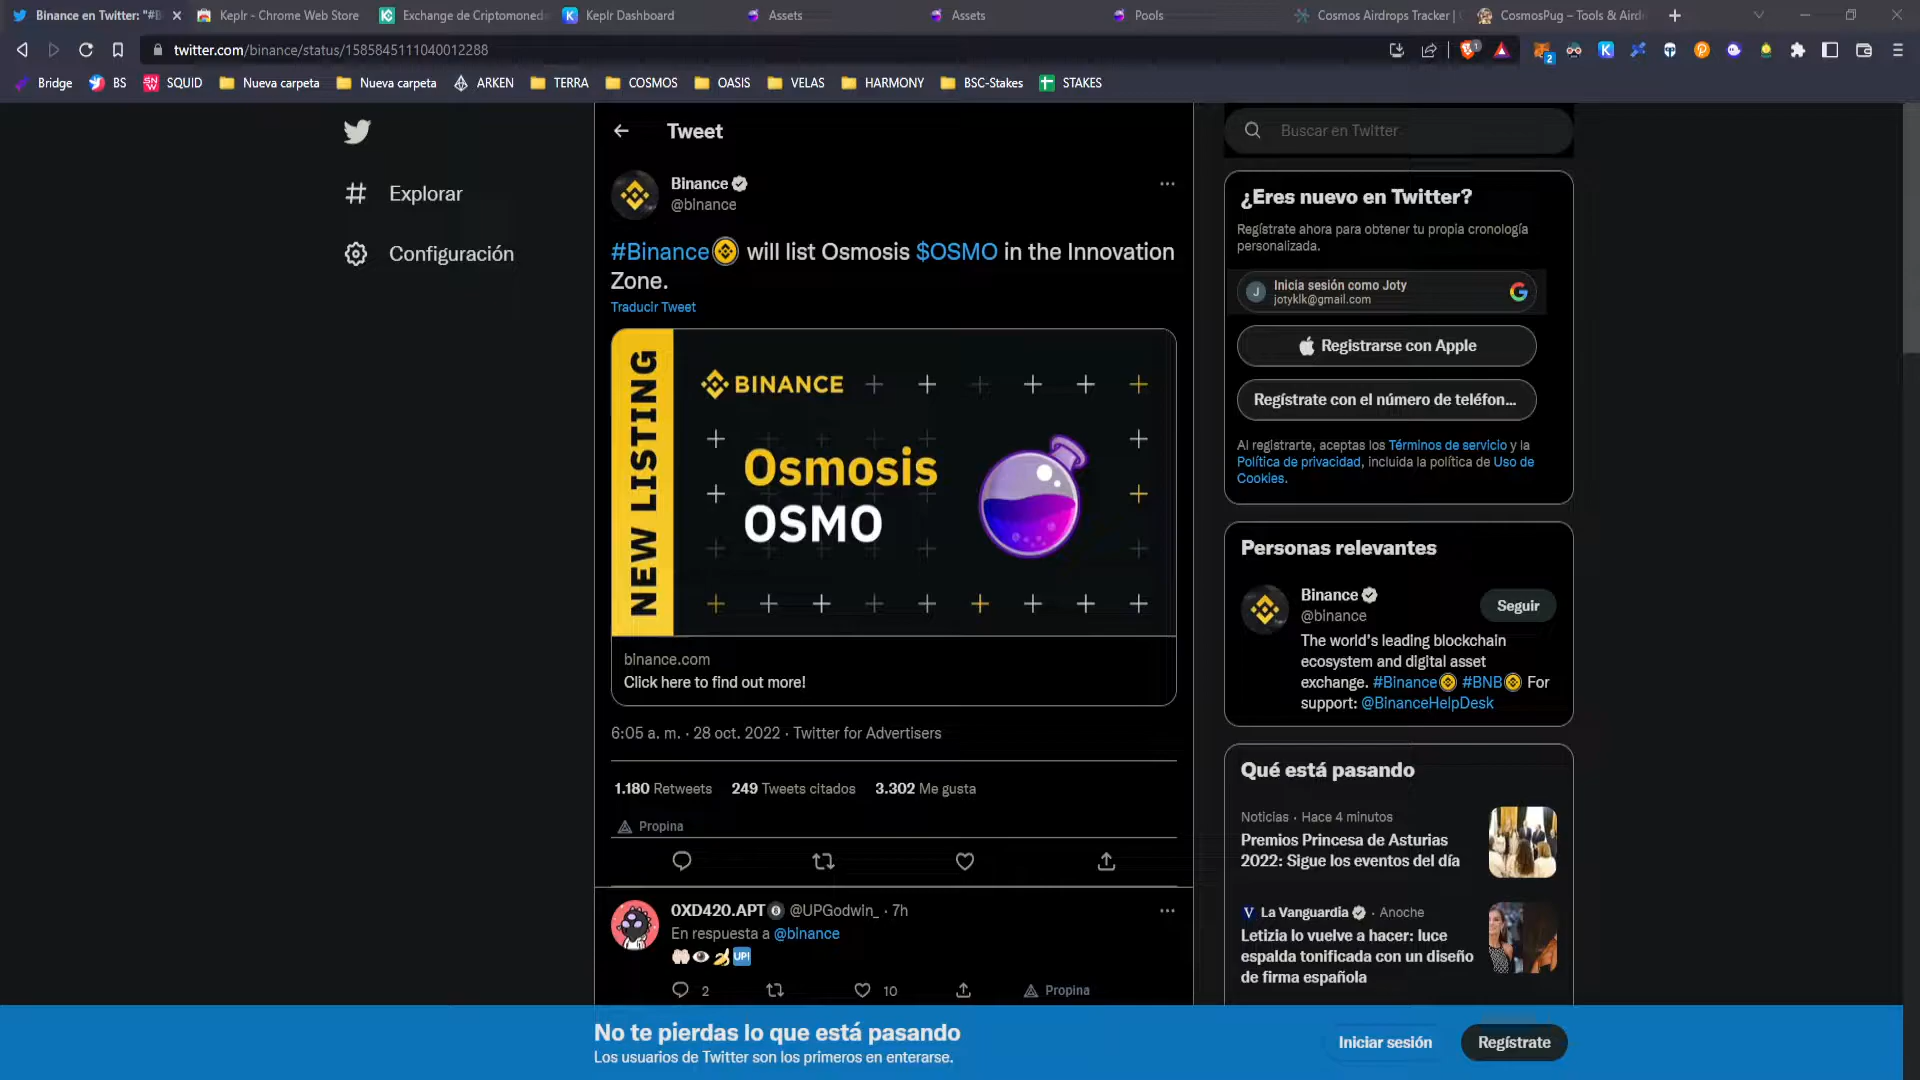 Binance en Twitter: "#B
Keplr - Chrome Web Store
Exchange de Criptomoned
Keplr Dashboard
Assets
Assets
Pools
Cosmos Airdrops Tracker |
CosmosPug – Tools & Aird
twitter.com/binance/status/1585845111040012288
1
2
Bridge
BS
SQUID
Nueva carpeta
Nueva carpeta
ARKEN
TERRA
COSMOS
OASIS
VELAS
HARMONY
BSC-Stakes
STAKES
Explorar
Configuración
Tweet
Binance
@binance
#Binance will list Osmosis $OSMO in the Innovation
Zone.
Traducir Tweet
NEW LISTING
BINANCE
Osmosis
OSMO
binance.com
Click here to find out more!
6:05 a. m. · 28 oct. 2022 · Twitter for Advertisers
1.180 Retweets 249 Tweets citados 3.302 Me gusta
Propina
0XD420.APT @UPGodwin_ · 7h
En respuesta a @binance
UP!
2
10
Propina
Buscar en Twitter
¿Eres nuevo en Twitter?
Regístrate ahora para obtener tu propia cronología
personalizada.
J
Inicia sesión como Joty
jotyklk@gmail.com
Registrarse con Apple
Regístrate con el número de teléfon...
Al registrarte, aceptas los Términos de servicio y la
Política de privacidad, incluida la política de Uso de
Cookies.
Personas relevantes
Binance
@binance
Seguir
The world's leading blockchain
ecosystem and digital asset
exchange. #Binance #BNB For
support: @BinanceHelpDesk
Qué está pasando
Noticias · Hace 4 minutos
Premios Princesa de Asturias
2022: Sigue los eventos del día
V La Vanguardia · Anoche
Letizia lo vuelve a hacer: luce
espalda tonificada con un diseño
de firma española
No te pierdas lo que está pasando
Los usuarios de Twitter son los primeros en enterarse.
Iniciar sesión
Regístrate